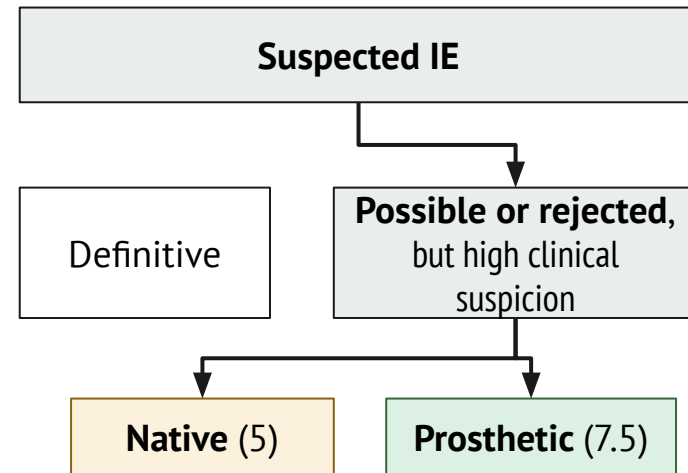 Suspected IE
Definitive
Possible or rejected,
but high clinical
suspicion
Native (5)
Prosthetic (7.5)